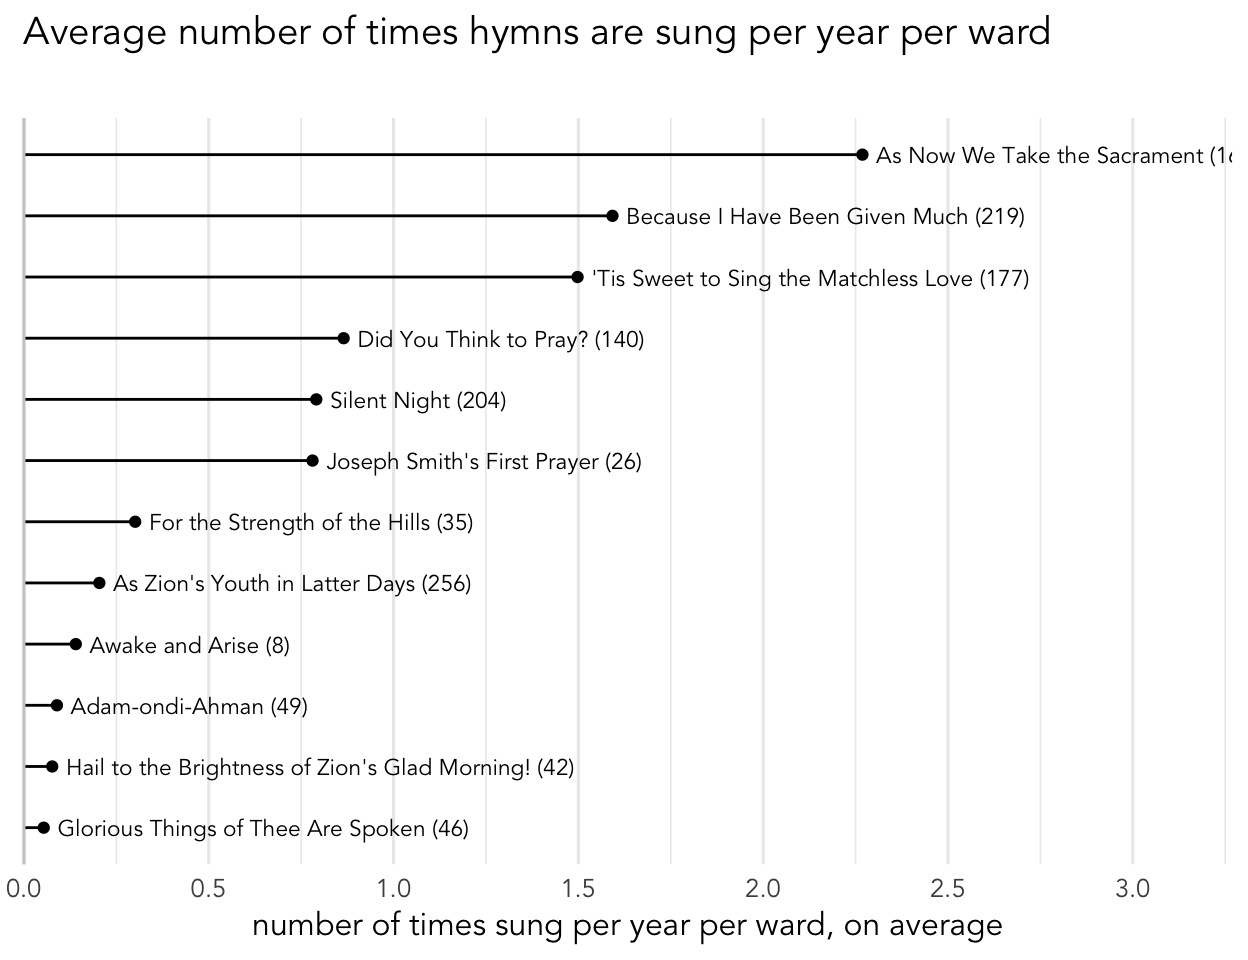 Average number of times hymns are sung per year per ward
As Now We Take the Sacrament (1
Because I Have Been Given Much (219)
'Tis Sweet to Sing the Matchless Love (177)
Did You Think to Pray? (140)
Silent Night (204)
Joseph Smith's First Prayer (26)
For the Strength of the Hills (35)
As Zion's Youth in Latter Days (256)
Awake and Arise (8)
Adam-ondi-Ahman (49)
Hail to the Brightness of Zion's Glad Morning! (42)
Glorious Things of Thee Are Spoken (46)
0.0 0.5 1.0 1.5 2.0 2.5 3.0
number of times sung per year per ward, on average